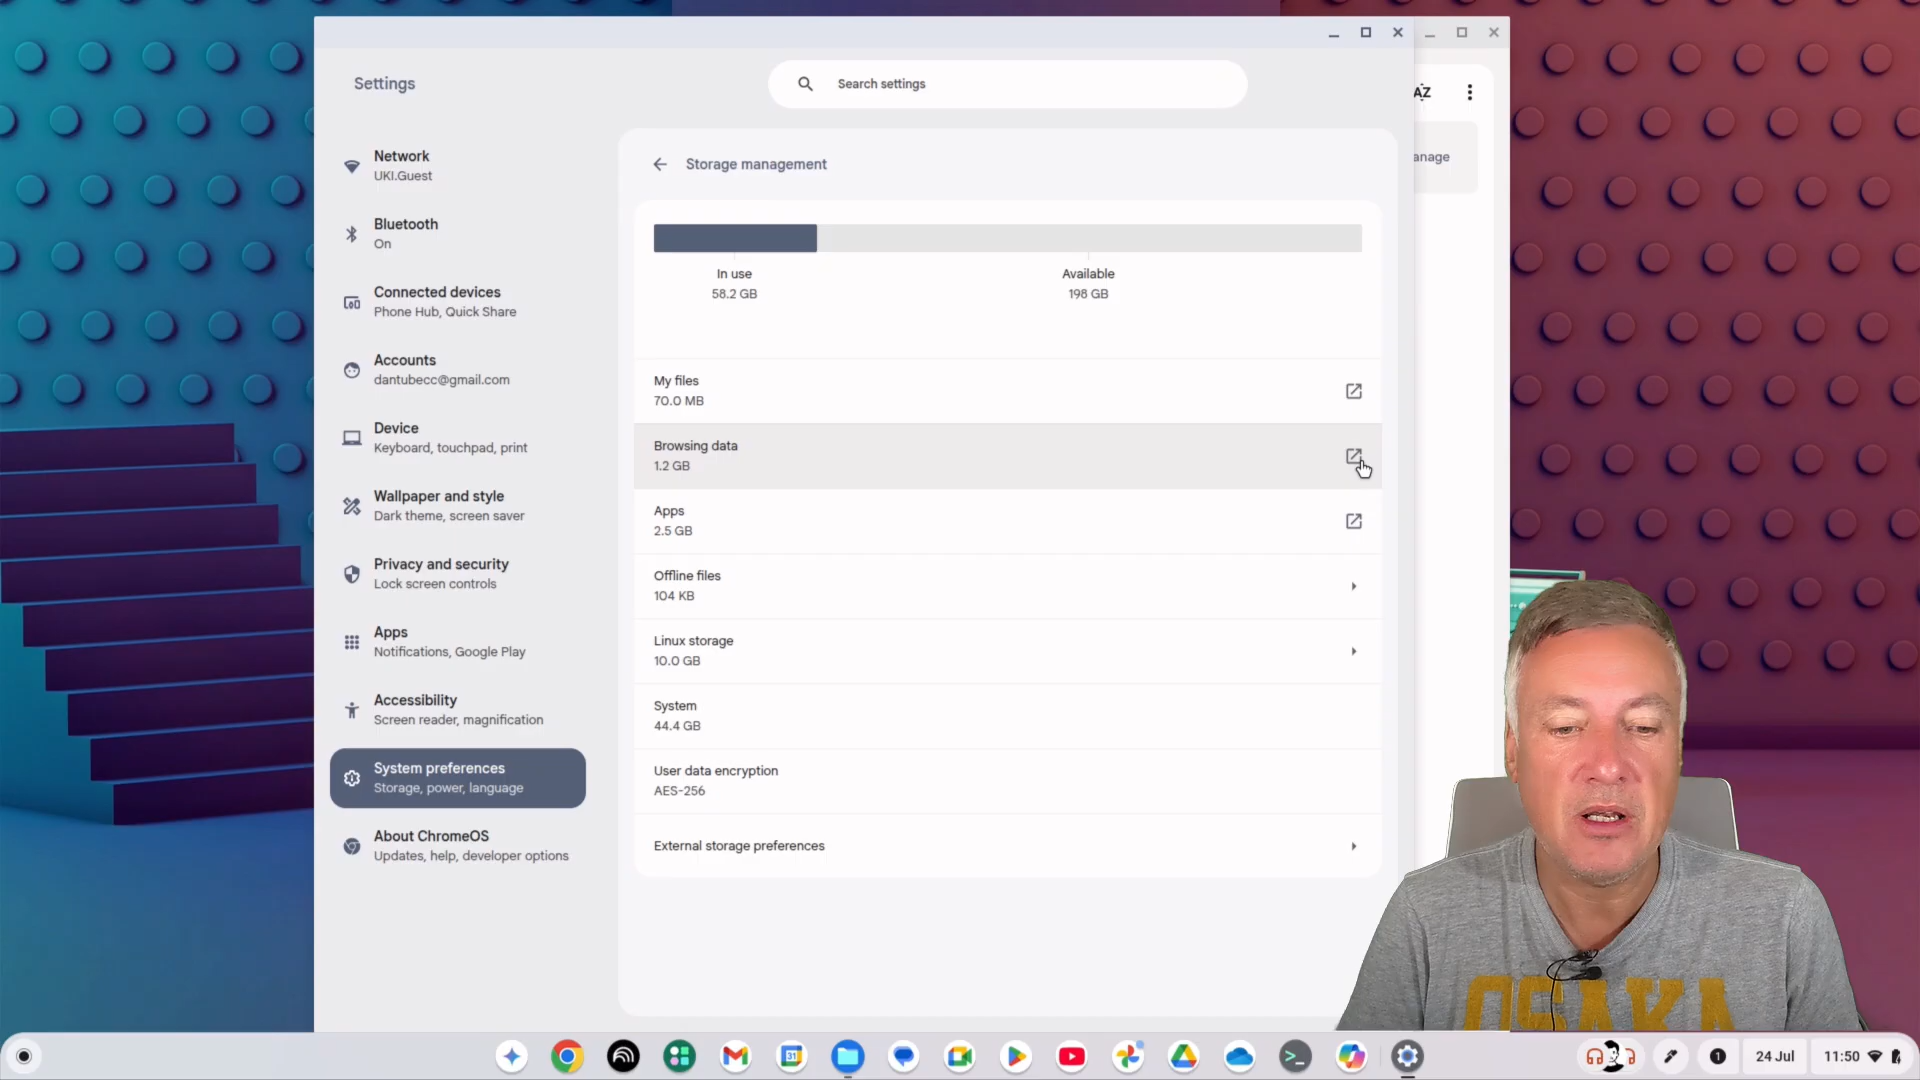 Settings
Search settings
AZ
anage
Network
UKI.Guest
Bluetooth
On
Connected devices
Phone Hub, Quick Share
Accounts
dantubecc@gmail.com
Device
Keyboard, touchpad, print
Wallpaper and style
Dark theme, screen saver
Privacy and security
Lock screen controls
Apps
Notifications, Google Play
Accessibility
Screen reader, magnification
System preferences
Storage, power, language
About ChromeOS
Updates, help, developer options
Storage management
In use
58.2 GB
Available
198 GB
My files
70.0 MB
Browsing data
1.2 GB
Apps
2.5 GB
Offline files
104 KB
Linux storage
10.0 GB
System
44.4 GB
User data encryption
AES-256
External storage preferences
OSAKA
31
1
24 Jul
11:50